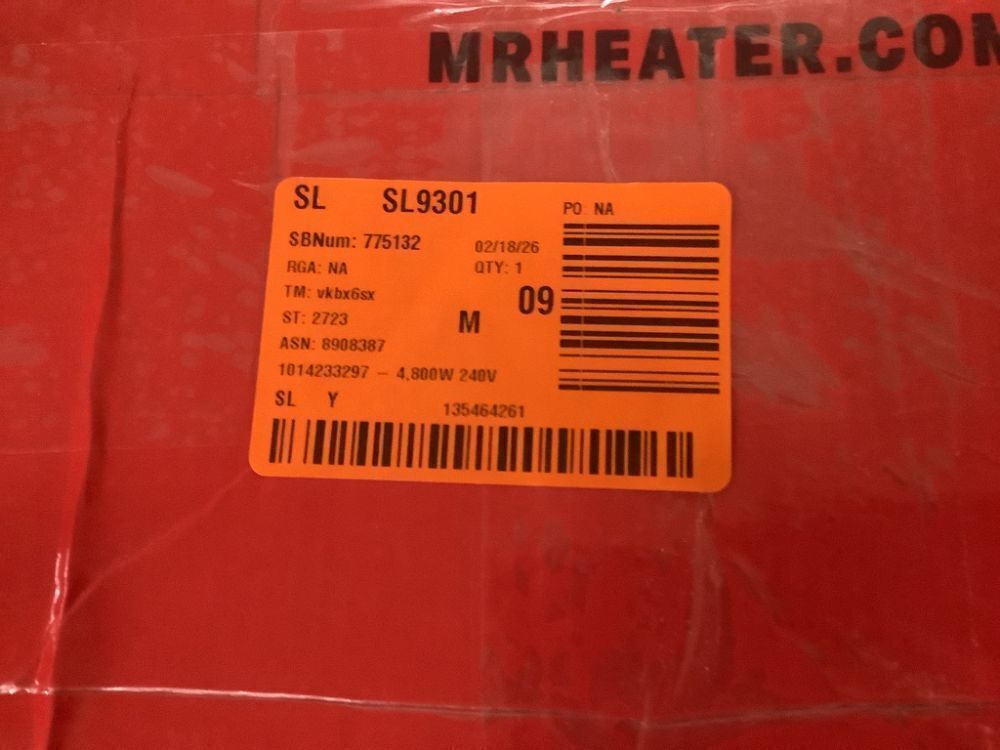 MRHEATER.COM
SL SL9301
PO: NA
SBNum: 775132 02/18/26
RGA: NA QTY: 1
TM: vkbx6sx 09
ST: 2723 M
ASN: 8908387
1014233297 – 4,800W 240V
SL Y 135464261